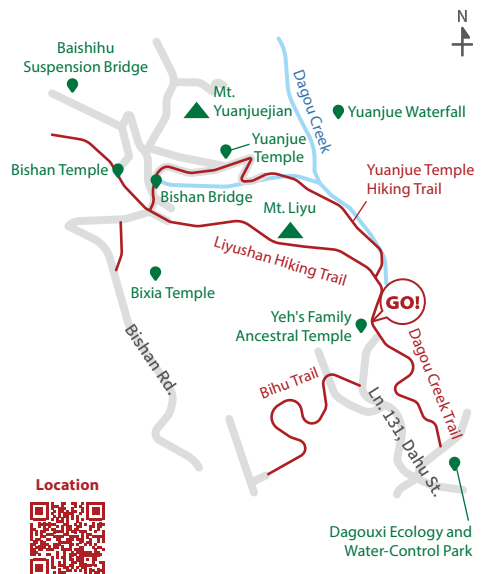 N
Baishihu
Suspension Bridge
Mt.
Yuanjuejian
Dagou Creek
Yuanjue Waterfall
Yuanjue
Temple
Bishan Temple
Yuanjue Temple
Hiking Trail
Bishan Bridge
Mt. Liyu
Liyushan Hiking Trail
Bixia Temple
GO!
Yeh's Family
Ancestral Temple
Bishan Rd.
Dagou Creek Trail
Bihu Trail
Ln. 131, Dahu St.
Location
Dagouxi Ecology and
Water-Control Park